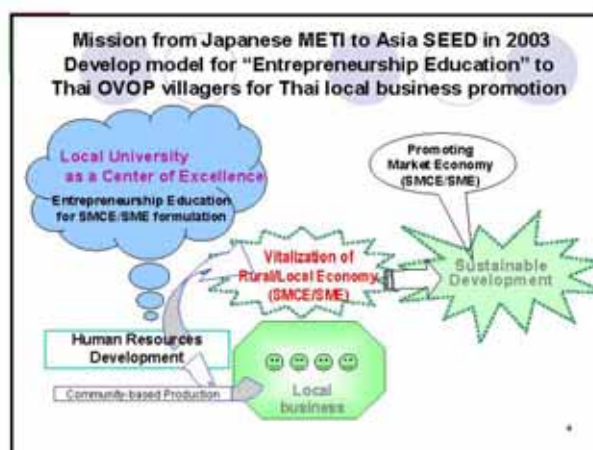 Mission from Japanese METI to Asia SEED in 2003
Develop model for “Entrepreneurship Education” to
Thai OVOP villagers for Thai local business promotion
Local University
as a Center of Excellence
Entrepreneurship Education
for SMCE/SME formulation
Promoting
Market Economy
(SMCE/SME)
Vitalization of
Rural/Local Economy
(SMCE/SME)
Sustainable
Development
Human Resources
Development
Community-based Production
Local
business